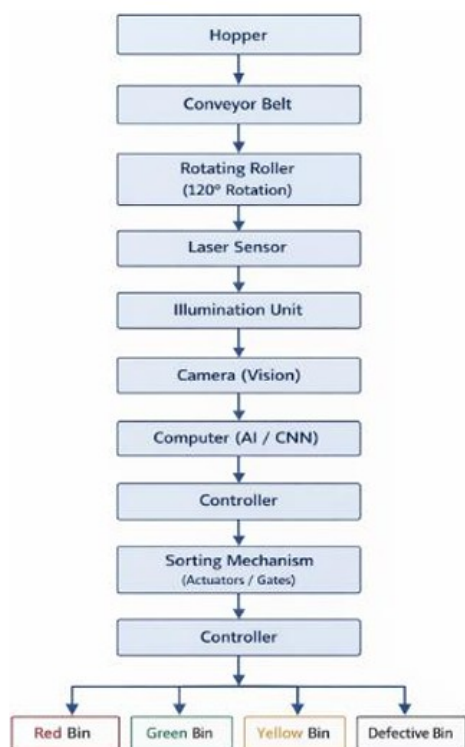 Hopper
Conveyor Belt
Rotating Roller
(120° Rotation)
Laser Sensor
Illumination Unit
Camera (Vision)
Computer (AI / CNN)
Controller
Sorting Mechanism
(Actuators / Gates)
Controller
Red Bin
Green Bin
Yellow Bin
Defective Bin